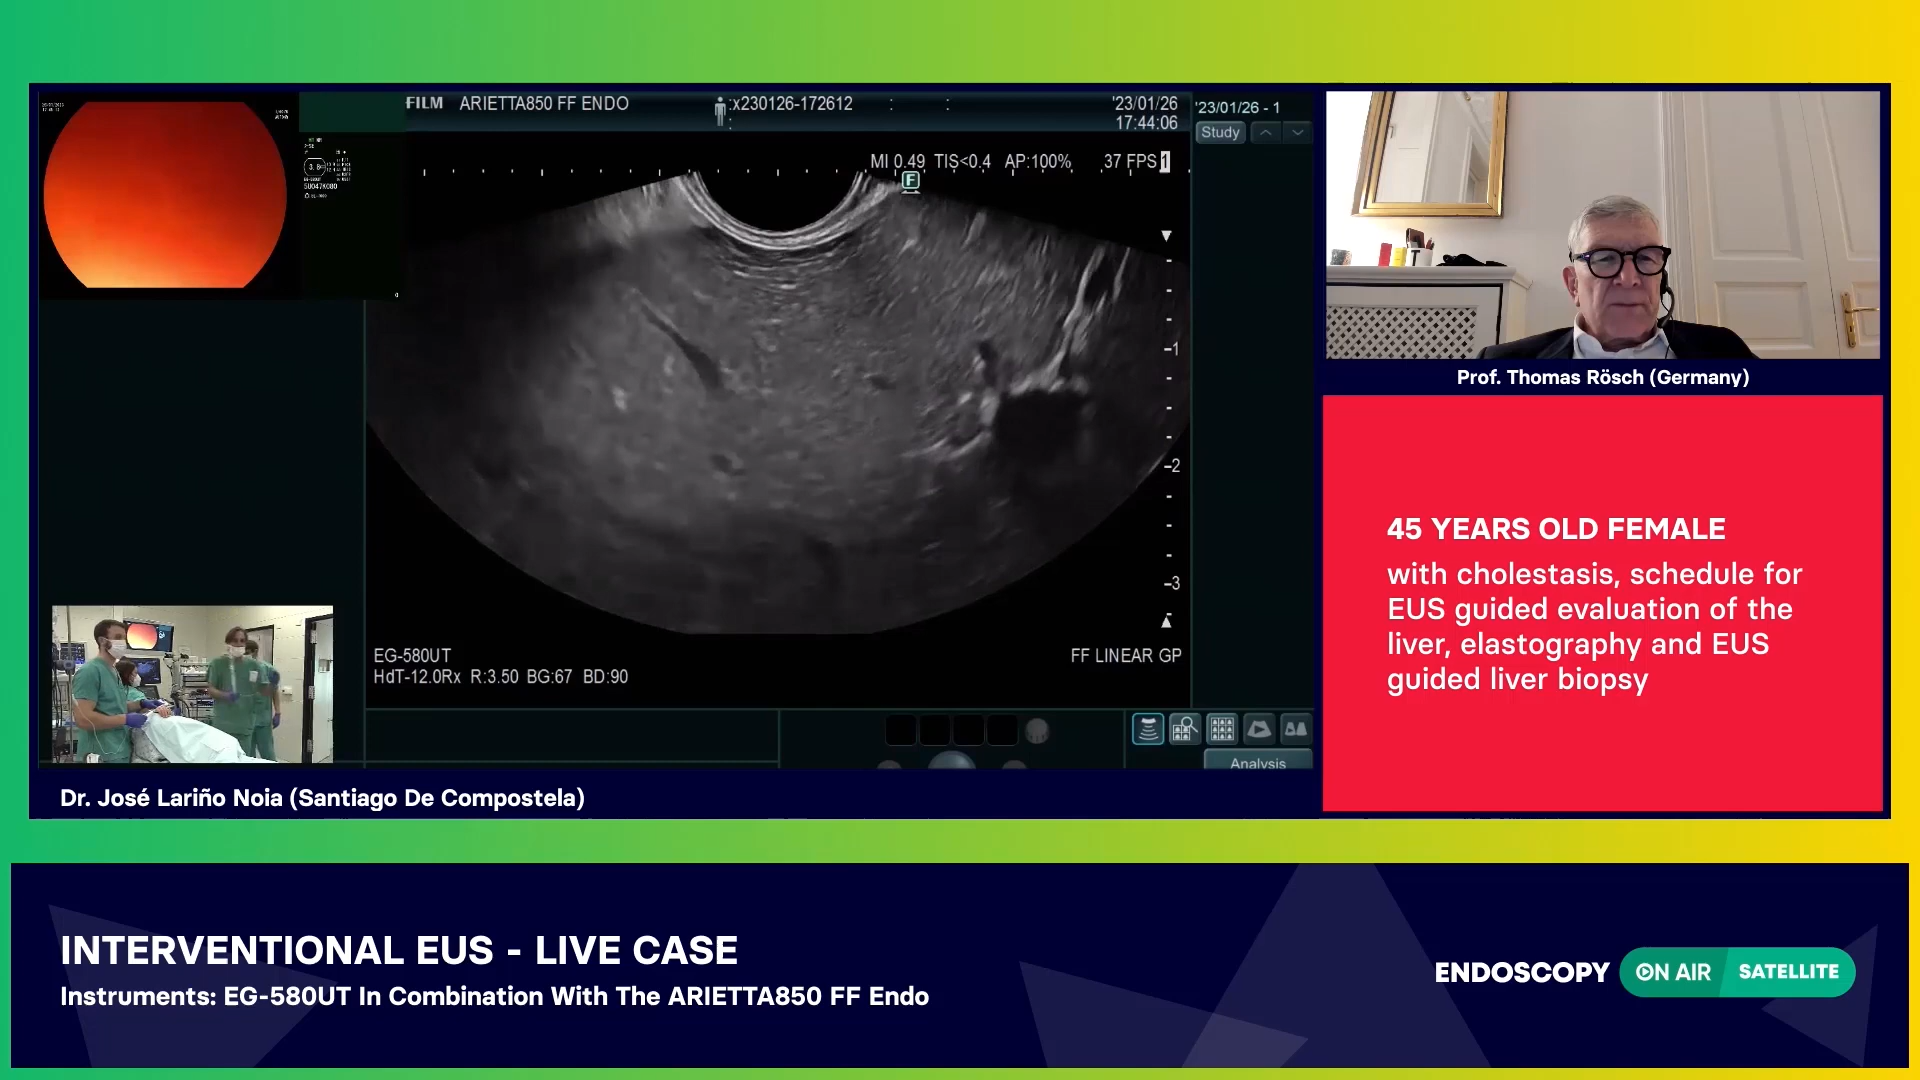 FILM ARIETTA850 FF ENDO :x230126-172612 : : '23/01/26
: 17:44:06
'23/01/26 - 1
Study
MI 0.49 TIS<0.4 AP:100% 37 FPS 1
F
-1
-2
-3
EG-580UT
HdT-12.0Rx R:3.50 BG:67 BD:90
FF LINEAR GP
Analysis
Dr. José Lariño Noia (Santiago De Compostela)
Prof. Thomas Rösch (Germany)
45 YEARS OLD FEMALE
with cholestasis, schedule for
EUS guided evaluation of the
liver, elastography and EUS
guided liver biopsy
INTERVENTIONAL EUS - LIVE CASE
Instruments: EG-580UT In Combination With The ARIETTA850 FF Endo
ENDOSCOPY ON AIR SATELLITE